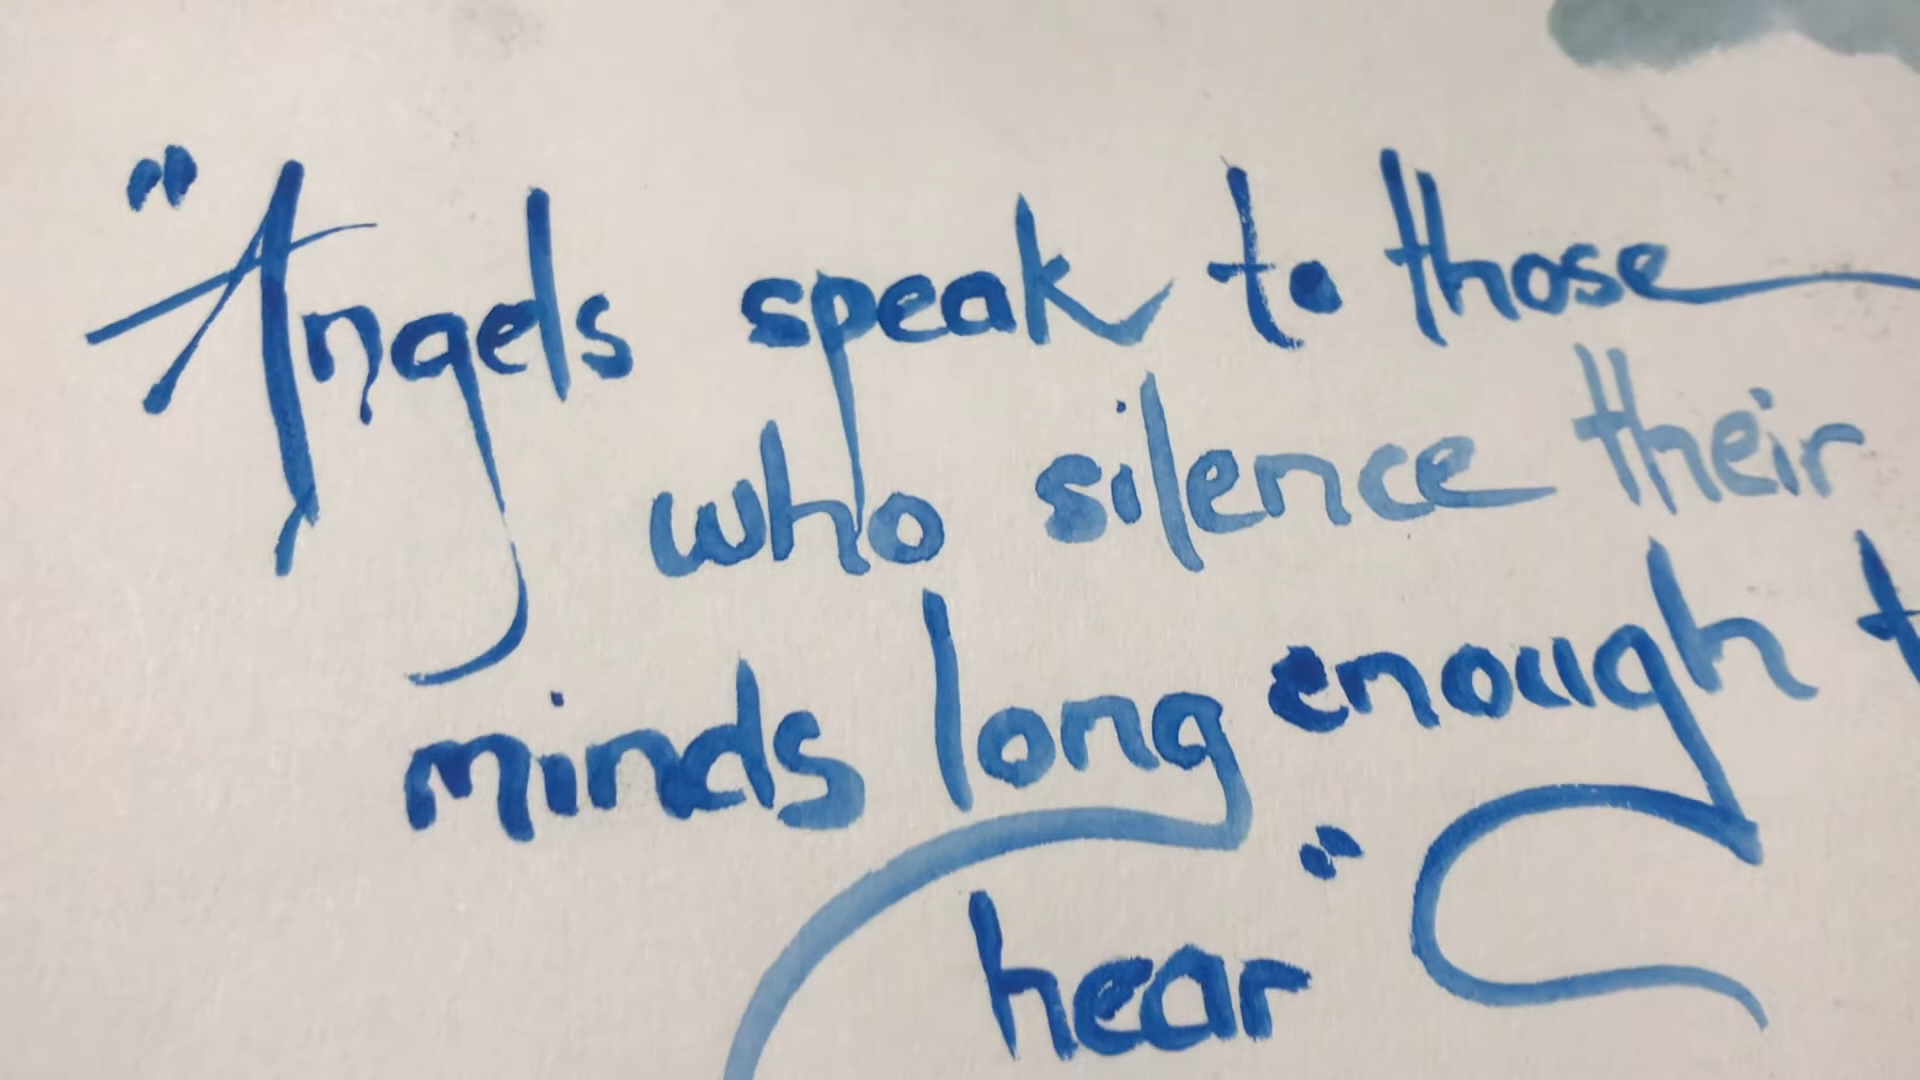 "Angels speak to those
who silence their
minds long enough t
hear"